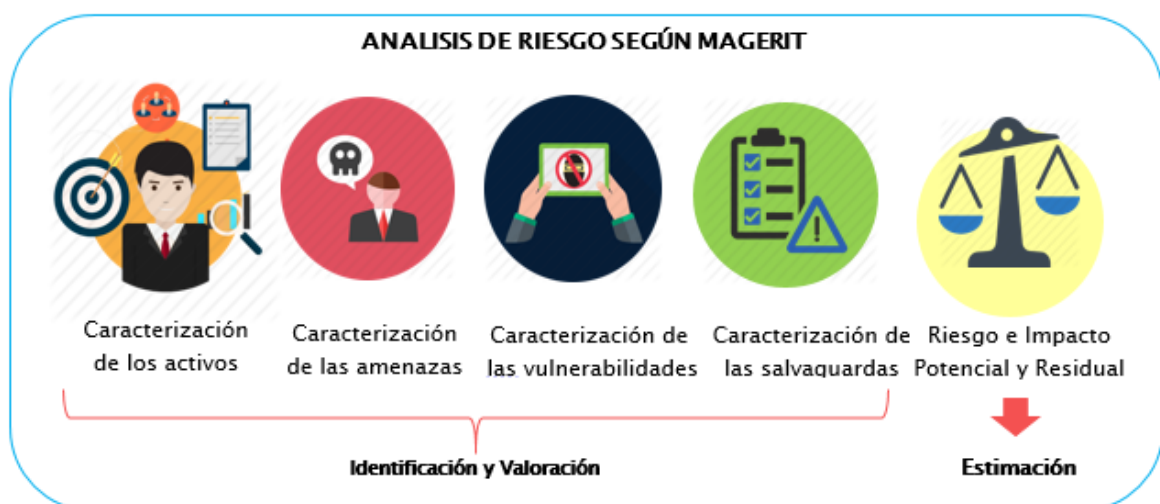 ANALISIS DE RIESGO SEGÚN MAGERIT
Caracterización
de los activos
Caracterización
de las amenazas
Caracterización de
las vulnerabilidades
Caracterización de
las salvaguardas
Riesgo e Impacto
Potencial y Residual
Identificación y Valoración
Estimación